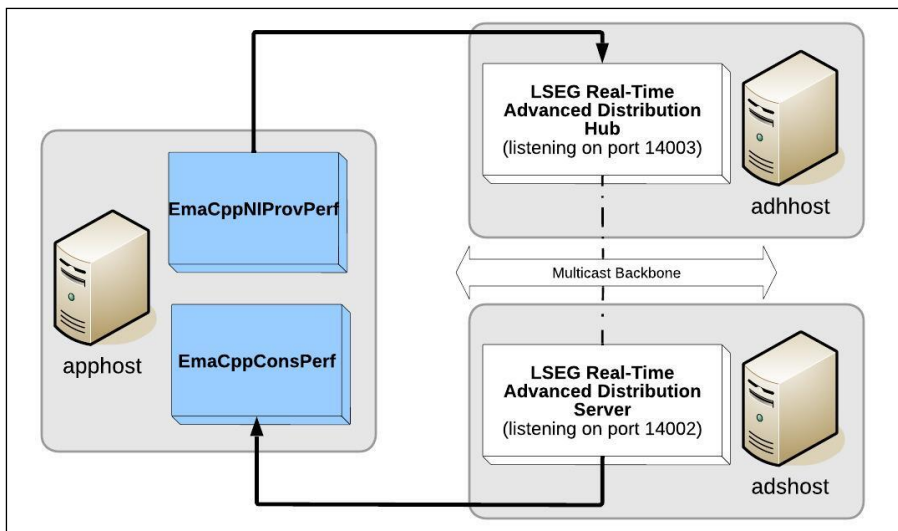 LSEG Real-Time
Advanced Distribution
Hub
(listening on port 14003)
adhhost
EmaCppNIProvPerf
Multicast Backbone
apphost
EmaCppConsPerf
LSEG Real-Time
Advanced Distribution
Server
(listening on port 14002)
adshost